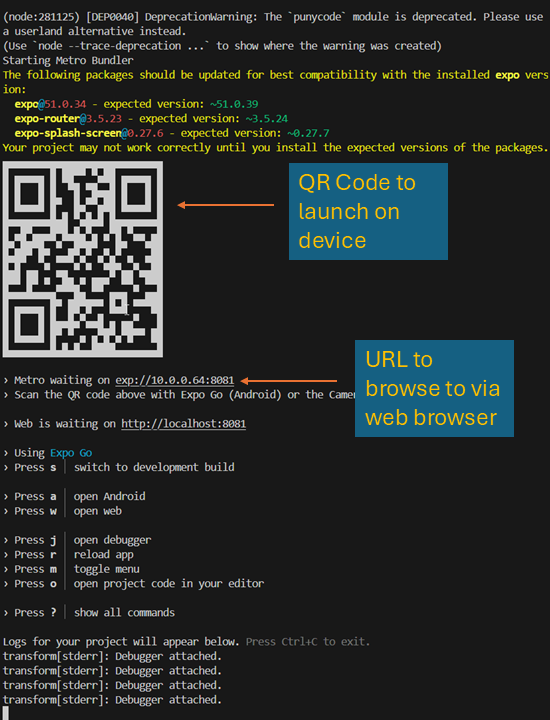 (node:281125) [DEP0040] DeprecationWarning: The `punycode` module is deprecated. Please use
a userland alternative instead.
(Use `node --trace-deprecation ...` to show where the warning was created)
Starting Metro Bundler
The following packages should be updated for best compatibility with the installed expo vers
ion:
expo@51.0.34 - expected version: ~51.0.39
expo-router@3.5.23 - expected version: ~3.5.24
expo-splash-screen@0.27.6 - expected version: ~0.27.7
Your project may not work correctly until you install the expected versions of the packages.
QR Code to
launch on
device
› Metro waiting on exp://10.0.0.64:8081
› Scan the QR code above with Expo Go (Android) or the Camer
URL to
browse to via
web browser
› Web is waiting on http://localhost:8081
› Using Expo Go
› Press s │ switch to development build
› Press a │ open Android
› Press w │ open web
› Press j │ open debugger
› Press r │ reload app
› Press m │ toggle menu
› Press o │ open project code in your editor
› Press ? │ show all commands
Logs for your project will appear below. Press Ctrl+C to exit.
transform[stderr]: Debugger attached.
transform[stderr]: Debugger attached.
transform[stderr]: Debugger attached.
transform[stderr]: Debugger attached.